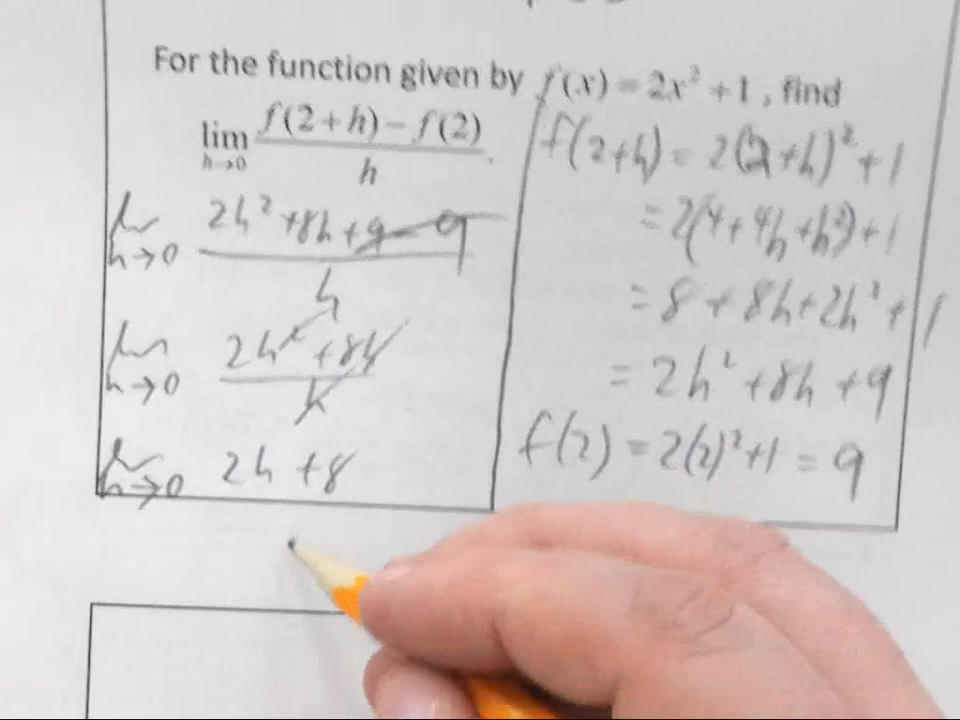 For the function given by f(x) = 2x² + 1, find
lim h→0 f(2+h) − f(2) / h.
lim h→0 2h² + 8h + 9 − 9 / h
lim h→0 2h² + 8h / h
lim h→0 2h + 8
f(2+h) = 2(2+h)² + 1
= 2(4 + 4h + h²) + 1
= 8 + 8h + 2h² + 1
= 2h² + 8h + 9
f(2) = 2(2)² + 1 = 9